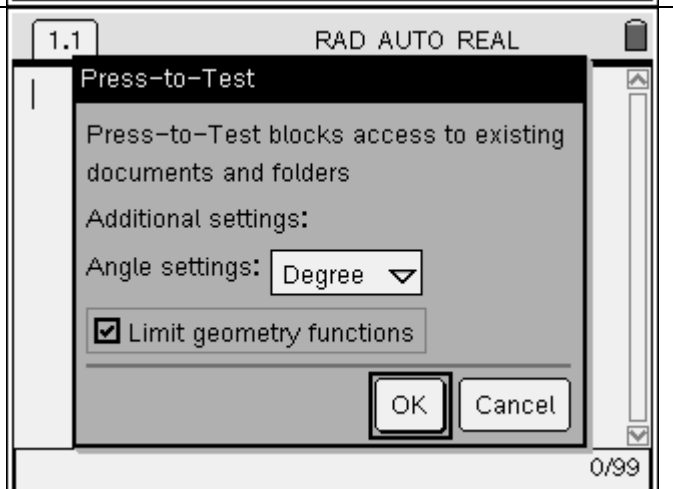 1.1 RAD AUTO REAL
Press-to-Test
Press-to-Test blocks access to existing
documents and folders
Additional settings:
Angle settings: Degree
Limit geometry functions
OK Cancel
0/99